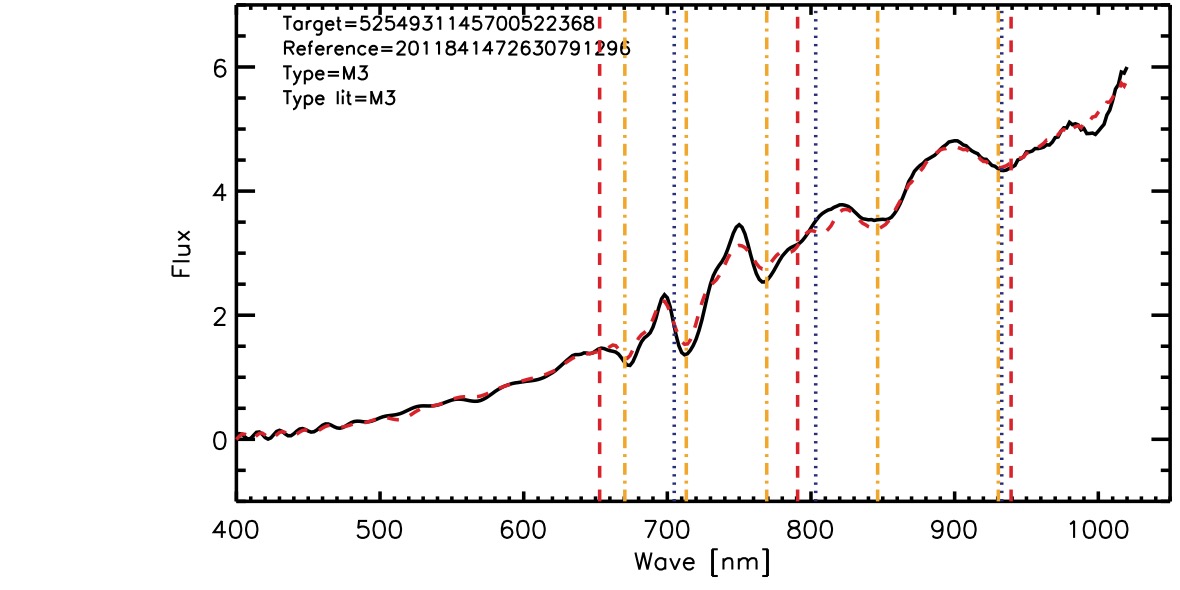 Target=5254931145700522368
Reference=2011841472630791296
Type=M3
Type lit=M3
6
4
2
0
Flux
400 500 600 700 800 900 1000
Wave [nm]